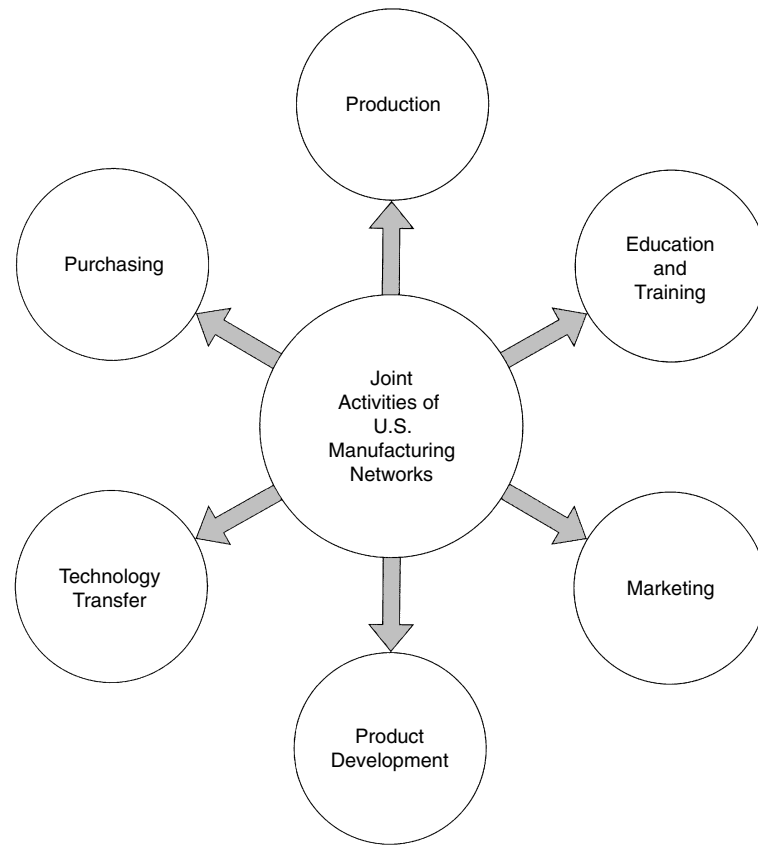 Production
Purchasing
Education
and
Training
Joint
Activities of
U.S.
Manufacturing
Networks
Technology
Transfer
Marketing
Product
Development